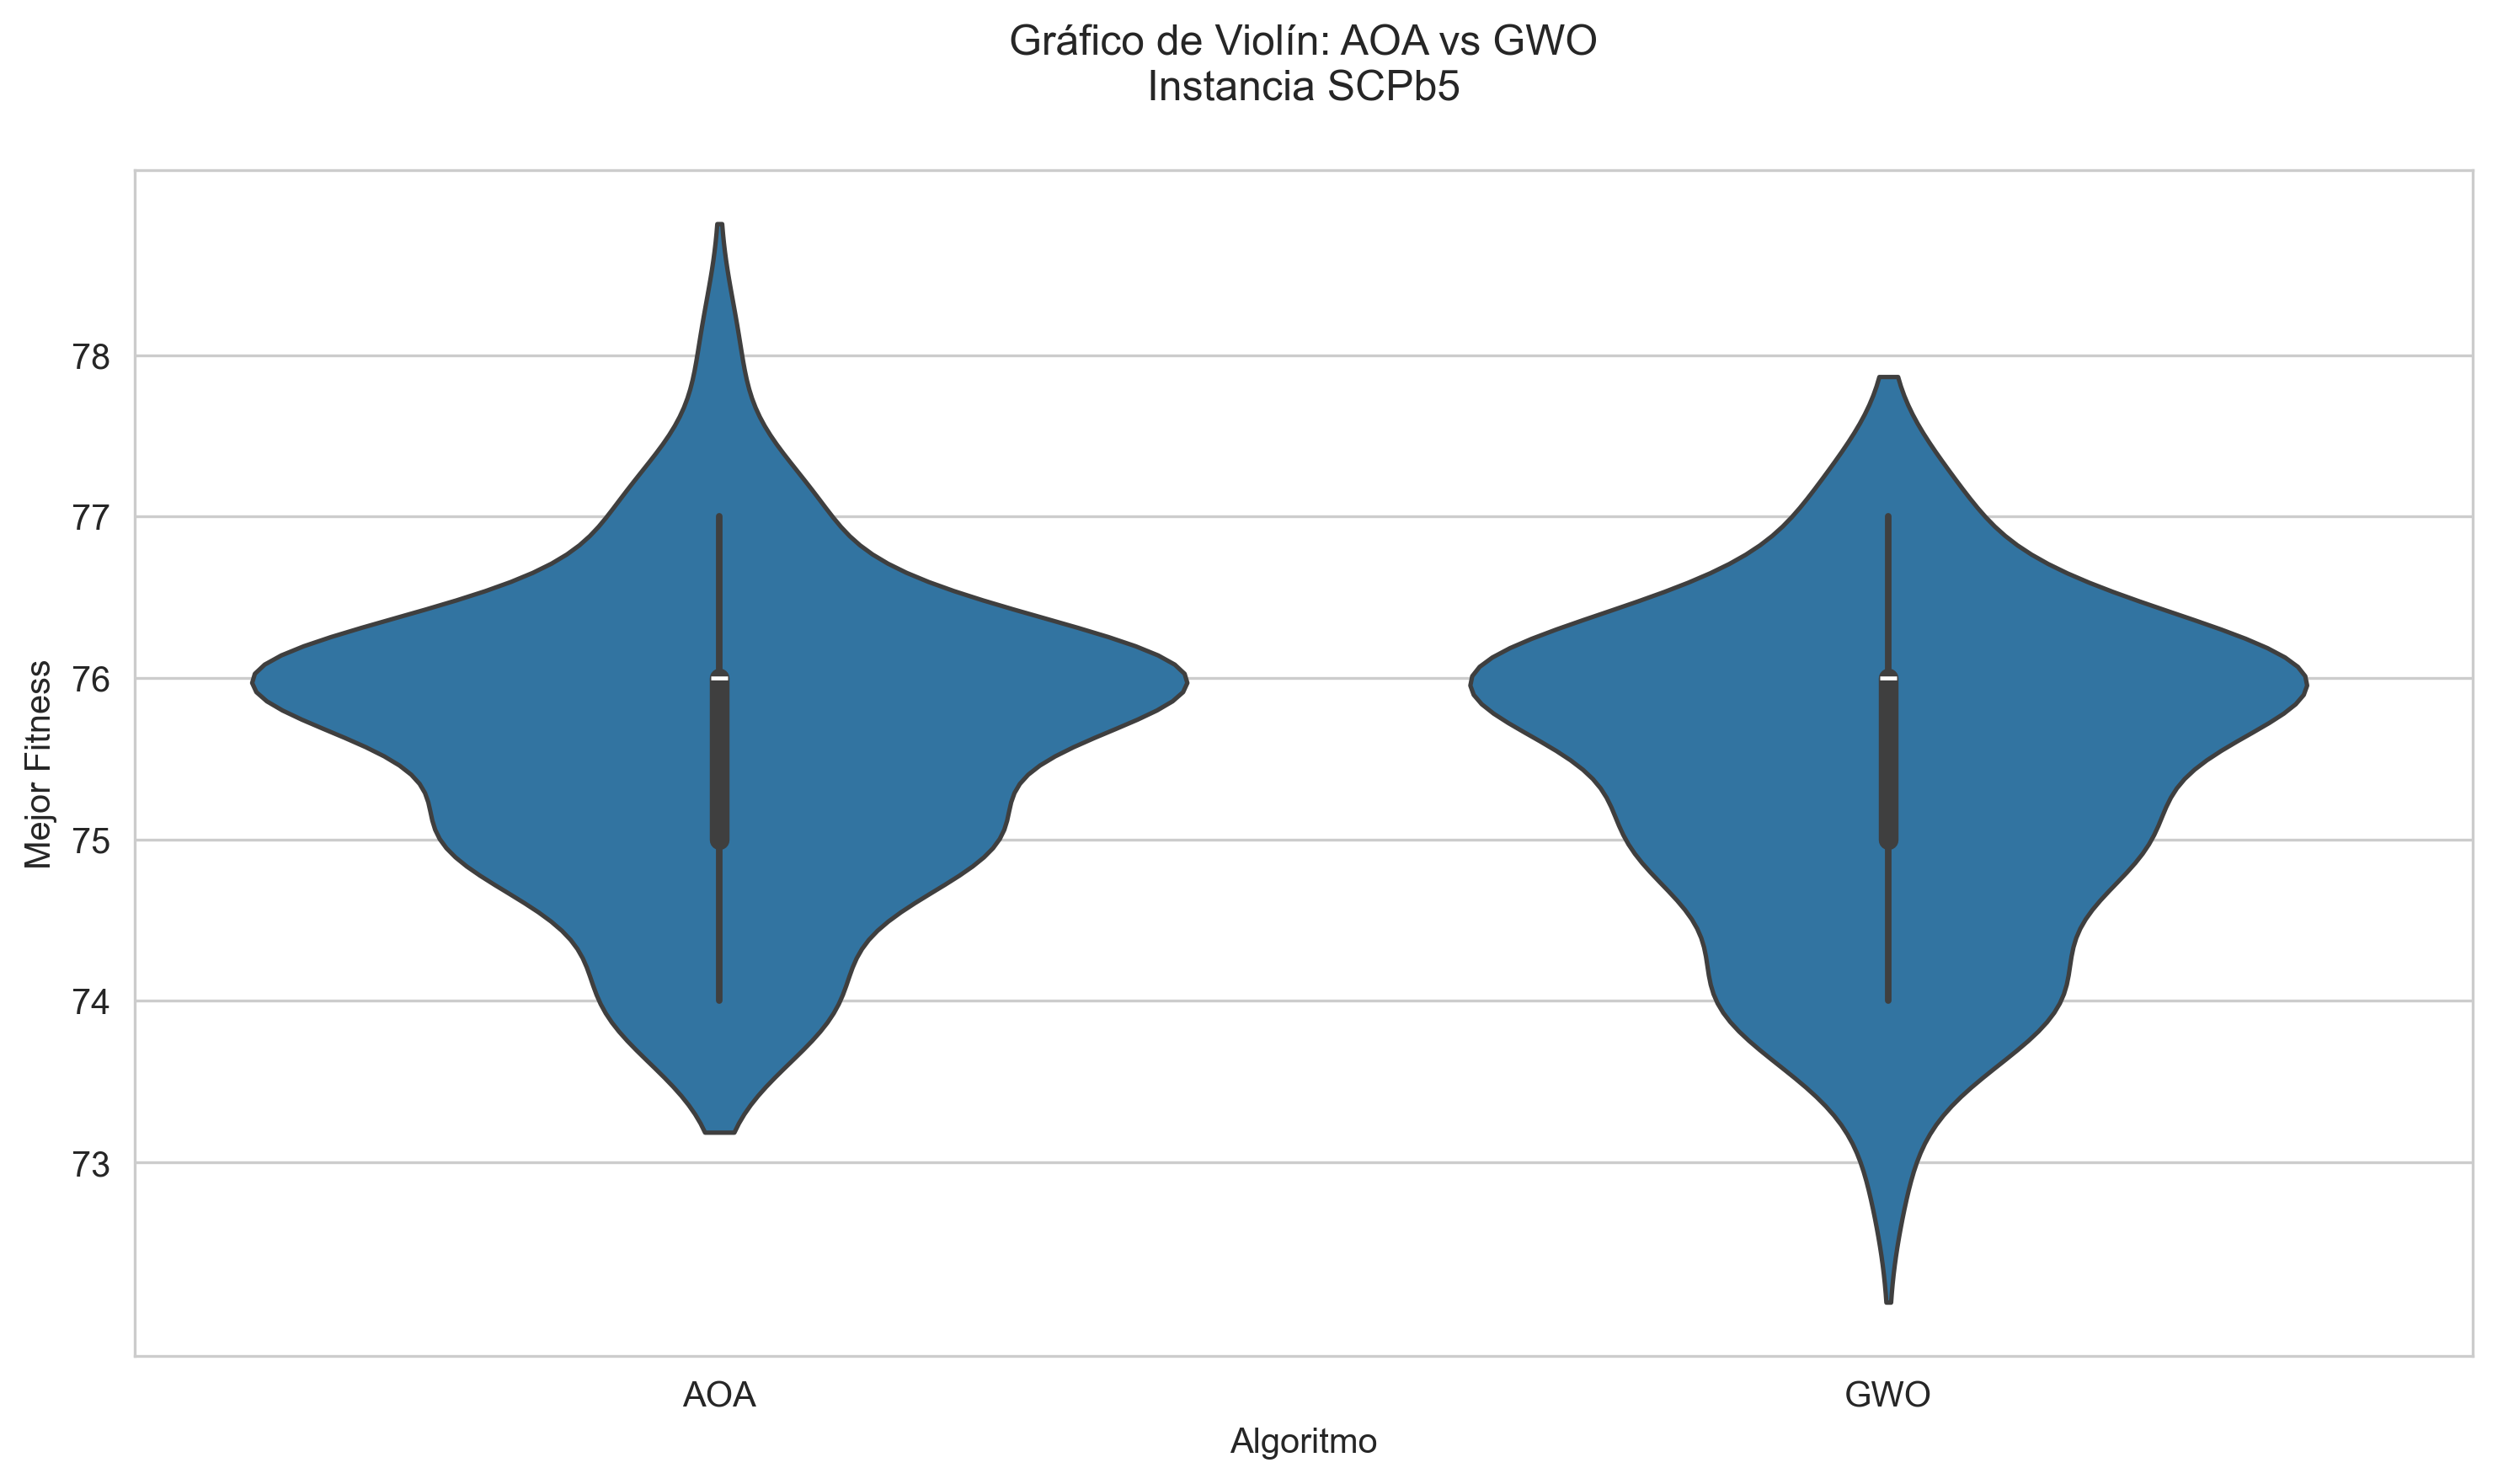 Gráfico de Violín: AOA vs GWO
Instancia SCPb5
Mejor Fitness
78
77
76
75
74
73
AOA
GWO
Algoritmo